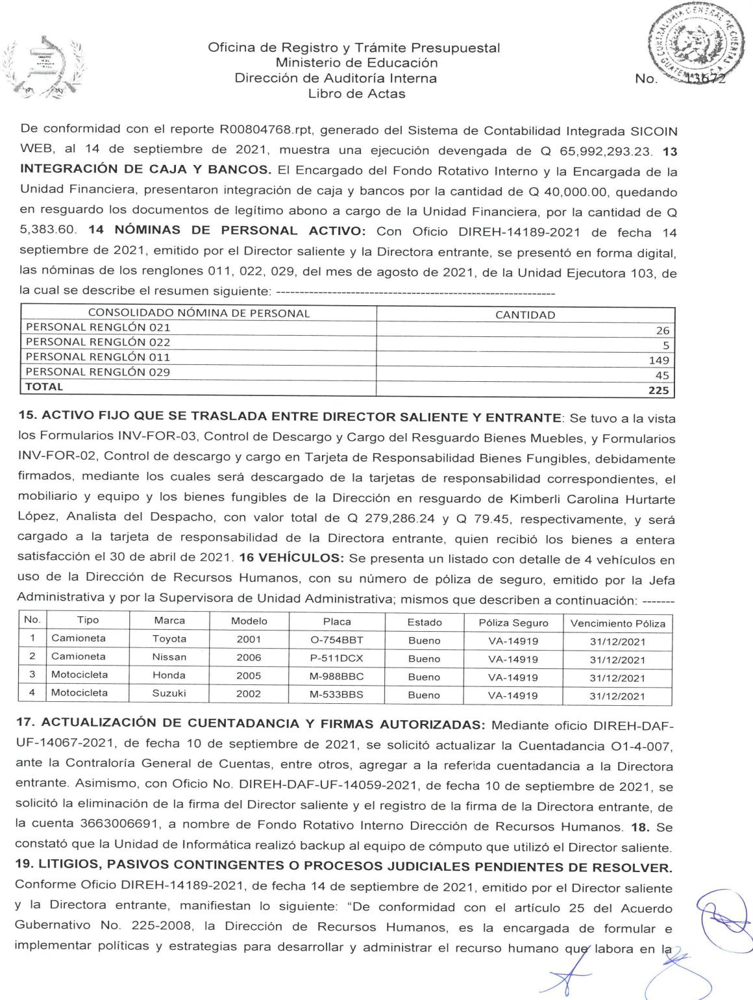 CONTRALORIA GENERAL DE CUENTAS
GUATEMALA, C.A.
Oficina de Registro y Trámite Presupuestal
Ministerio de Educación
Dirección de Auditoría Interna
Libro de Actas
No. 13672
De conformidad con el reporte R00804768.rpt, generado del Sistema de Contabilidad Integrada SICOIN
WEB, al 14 de septiembre de 2021, muestra una ejecución devengada de Q 65,992,293.23. 13
INTEGRACIÓN DE CAJA Y BANCOS. El Encargado del Fondo Rotativo Interno y la Encargada de la
Unidad Financiera, presentaron integración de caja y bancos por la cantidad de Q 40,000.00, quedando
en resguardo los documentos de legítimo abono a cargo de la Unidad Financiera, por la cantidad de Q
5,383.60. 14 NÓMINAS DE PERSONAL ACTIVO: Con Oficio DIREH-14189-2021 de fecha 14
septiembre de 2021, emitido por el Director saliente y la Directora entrante, se presentó en forma digital,
las nóminas de los renglones 011, 022, 029, del mes de agosto de 2021, de la Unidad Ejecutora 103, de
la cual se describe el resumen siguiente: ------------------------------------------------------------
CONSOLIDADO NÓMINA DE PERSONAL CANTIDAD
PERSONAL RENGLÓN 021 26
PERSONAL RENGLÓN 022 5
PERSONAL RENGLÓN 011 149
PERSONAL RENGLÓN 029 45
TOTAL 225
15. ACTIVO FIJO QUE SE TRASLADA ENTRE DIRECTOR SALIENTE Y ENTRANTE: Se tuvo a la vista
los Formularios INV-FOR-03, Control de Descargo y Cargo del Resguardo Bienes Muebles, y Formularios
INV-FOR-02, Control de descargo y cargo en Tarjeta de Responsabilidad Bienes Fungibles, debidamente
firmados, mediante los cuales será descargado de la tarjetas de responsabilidad correspondientes, el
mobiliario y equipo y los bienes fungibles de la Dirección en resguardo de Kimberli Carolina Hurtarte
López, Analista del Despacho, con valor total de Q 279,286.24 y Q 79.45, respectivamente, y será
cargado a la tarjeta de responsabilidad de la Directora entrante, quien recibió los bienes a entera
satisfacción el 30 de abril de 2021. 16 VEHÍCULOS: Se presenta un listado con detalle de 4 vehículos en
uso de la Dirección de Recursos Humanos, con su número de póliza de seguro, emitido por la Jefa
Administrativa y por la Supervisora de Unidad Administrativa; mismos que describen a continuación: -------
No. Tipo Marca Modelo Placa Estado Póliza Seguro Vencimiento Póliza
1 Camioneta Toyota 2001 O-754BBT Bueno VA-14919 31/12/2021
2 Camioneta Nissan 2006 P-511DCX Bueno VA-14919 31/12/2021
3 Motocicleta Honda 2005 M-988BBC Bueno VA-14919 31/12/2021
4 Motocicleta Suzuki 2002 M-533BBS Bueno VA-14919 31/12/2021
17. ACTUALIZACIÓN DE CUENTADANCIA Y FIRMAS AUTORIZADAS: Mediante oficio DIREH-DAF-
UF-14067-2021, de fecha 10 de septiembre de 2021, se solicitó actualizar la Cuentadancia O1-4-007,
ante la Contraloría General de Cuentas, entre otros, agregar a la referida cuentadancia a la Directora
entrante. Asimismo, con Oficio No. DIREH-DAF-UF-14059-2021, de fecha 10 de septiembre de 2021, se
solicitó la eliminación de la firma del Director saliente y el registro de la firma de la Directora entrante, de
la cuenta 3663006691, a nombre de Fondo Rotativo Interno Dirección de Recursos Humanos. 18. Se
constató que la Unidad de Informática realizó backup al equipo de cómputo que utilizó el Director saliente.
19. LITIGIOS, PASIVOS CONTINGENTES O PROCESOS JUDICIALES PENDIENTES DE RESOLVER.
Conforme Oficio DIREH-14189-2021, de fecha 14 de septiembre de 2021, emitido por el Director saliente
y la Directora entrante, manifiestan lo siguiente: “De conformidad con el artículo 25 del Acuerdo
Gubernativo No. 225-2008, la Dirección de Recursos Humanos, es la encargada de formular e
implementar políticas y estrategias para desarrollar y administrar el recurso humano que labora en la